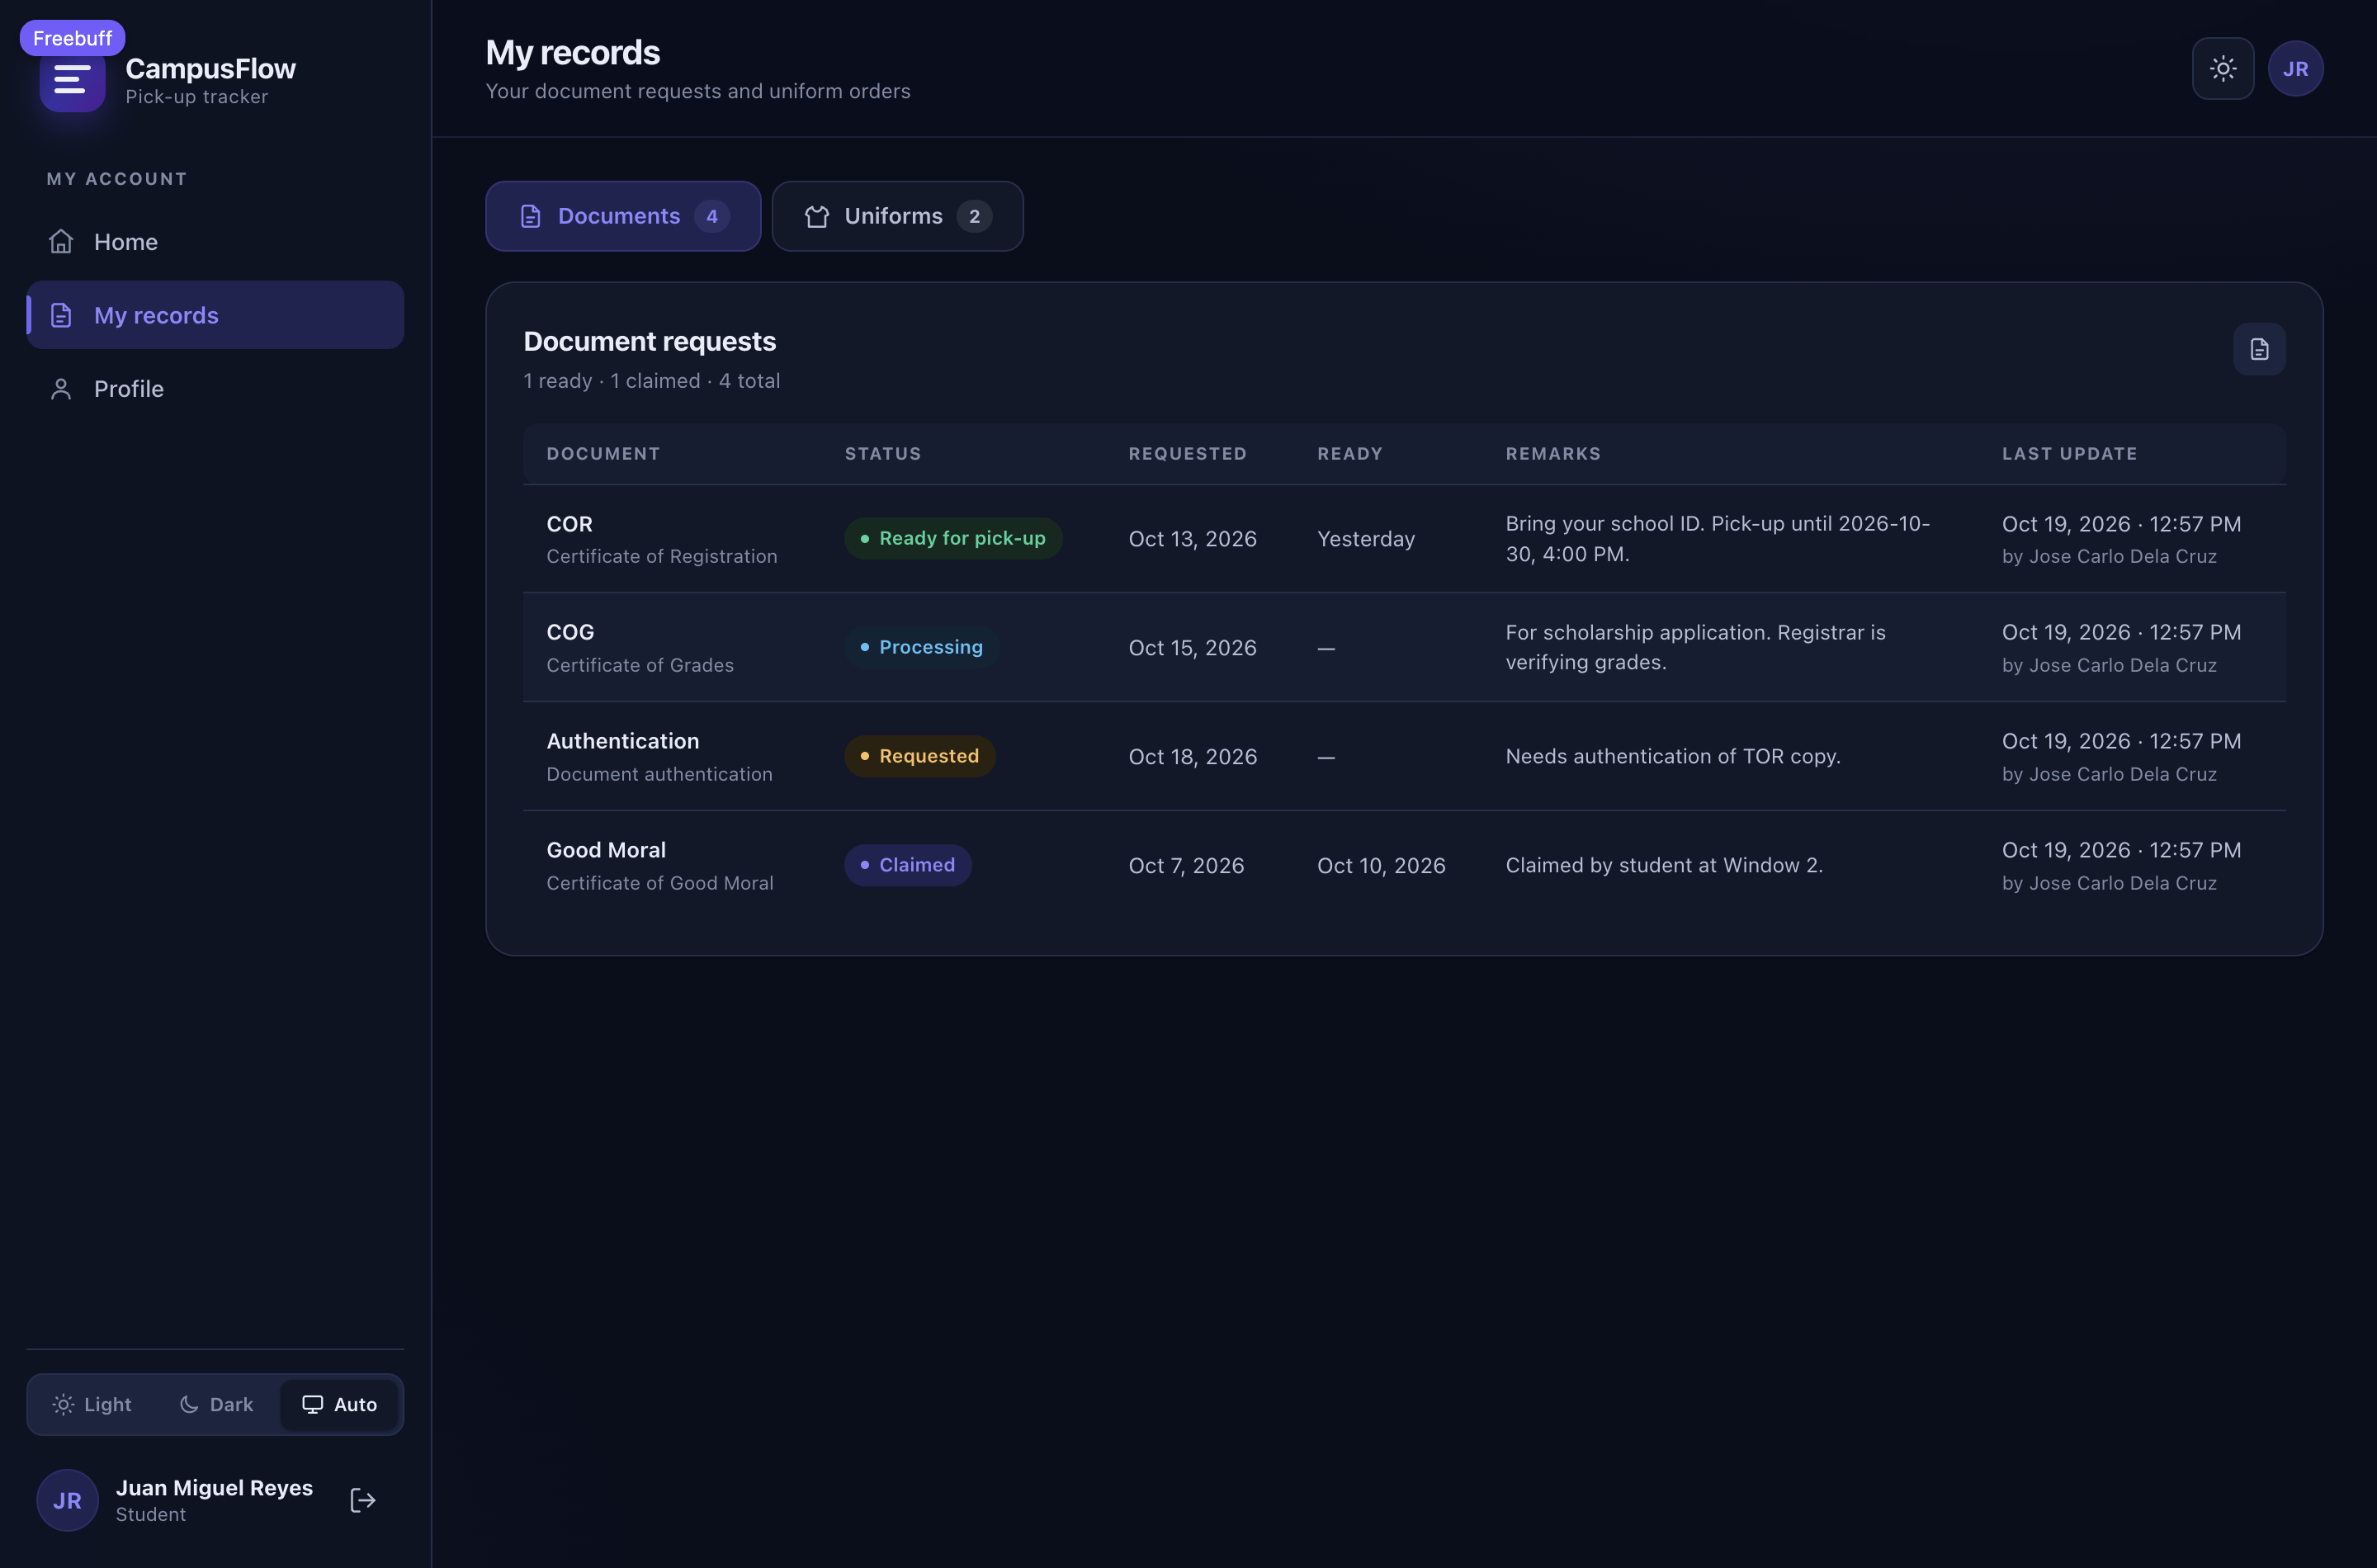 Freebuff
CampusFlow
Pick-up tracker
MY ACCOUNT
Home
My records
Profile
Light
Dark
Auto
JR
Juan Miguel Reyes
Student
My records
Your document requests and uniform orders
JR
Documents 4
Uniforms 2
Document requests
1 ready · 1 claimed · 4 total
DOCUMENT STATUS REQUESTED READY REMARKS LAST UPDATE
COR
Certificate of Registration
Ready for pick-up
Oct 13, 2026
Yesterday
Bring your school ID. Pick-up until 2026-10-
30, 4:00 PM.
Oct 19, 2026 · 12:57 PM
by Jose Carlo Dela Cruz
COG
Certificate of Grades
Processing
Oct 15, 2026
—
For scholarship application. Registrar is
verifying grades.
Oct 19, 2026 · 12:57 PM
by Jose Carlo Dela Cruz
Authentication
Document authentication
Requested
Oct 18, 2026
—
Needs authentication of TOR copy.
Oct 19, 2026 · 12:57 PM
by Jose Carlo Dela Cruz
Good Moral
Certificate of Good Moral
Claimed
Oct 7, 2026
Oct 10, 2026
Claimed by student at Window 2.
Oct 19, 2026 · 12:57 PM
by Jose Carlo Dela Cruz